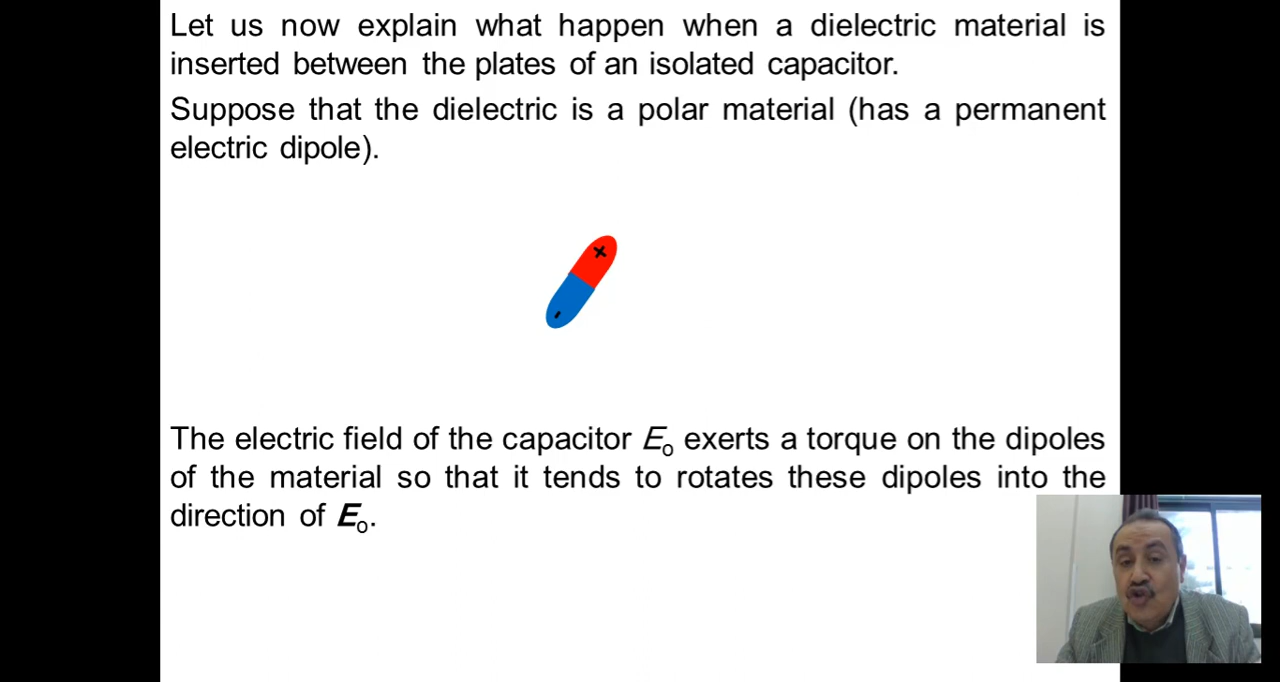 Let us now explain what happen when a dielectric material is
inserted between the plates of an isolated capacitor.
Suppose that the dielectric is a polar material (has a permanent
electric dipole).
+
-
The electric field of the capacitor Eo exerts a torque on the dipoles
of the material so that it tends to rotates these dipoles into the
direction of Eo.